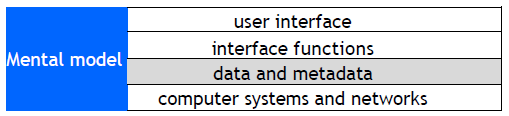 Mental model
user interface
interface functions
data and metadata
computer systems and networks